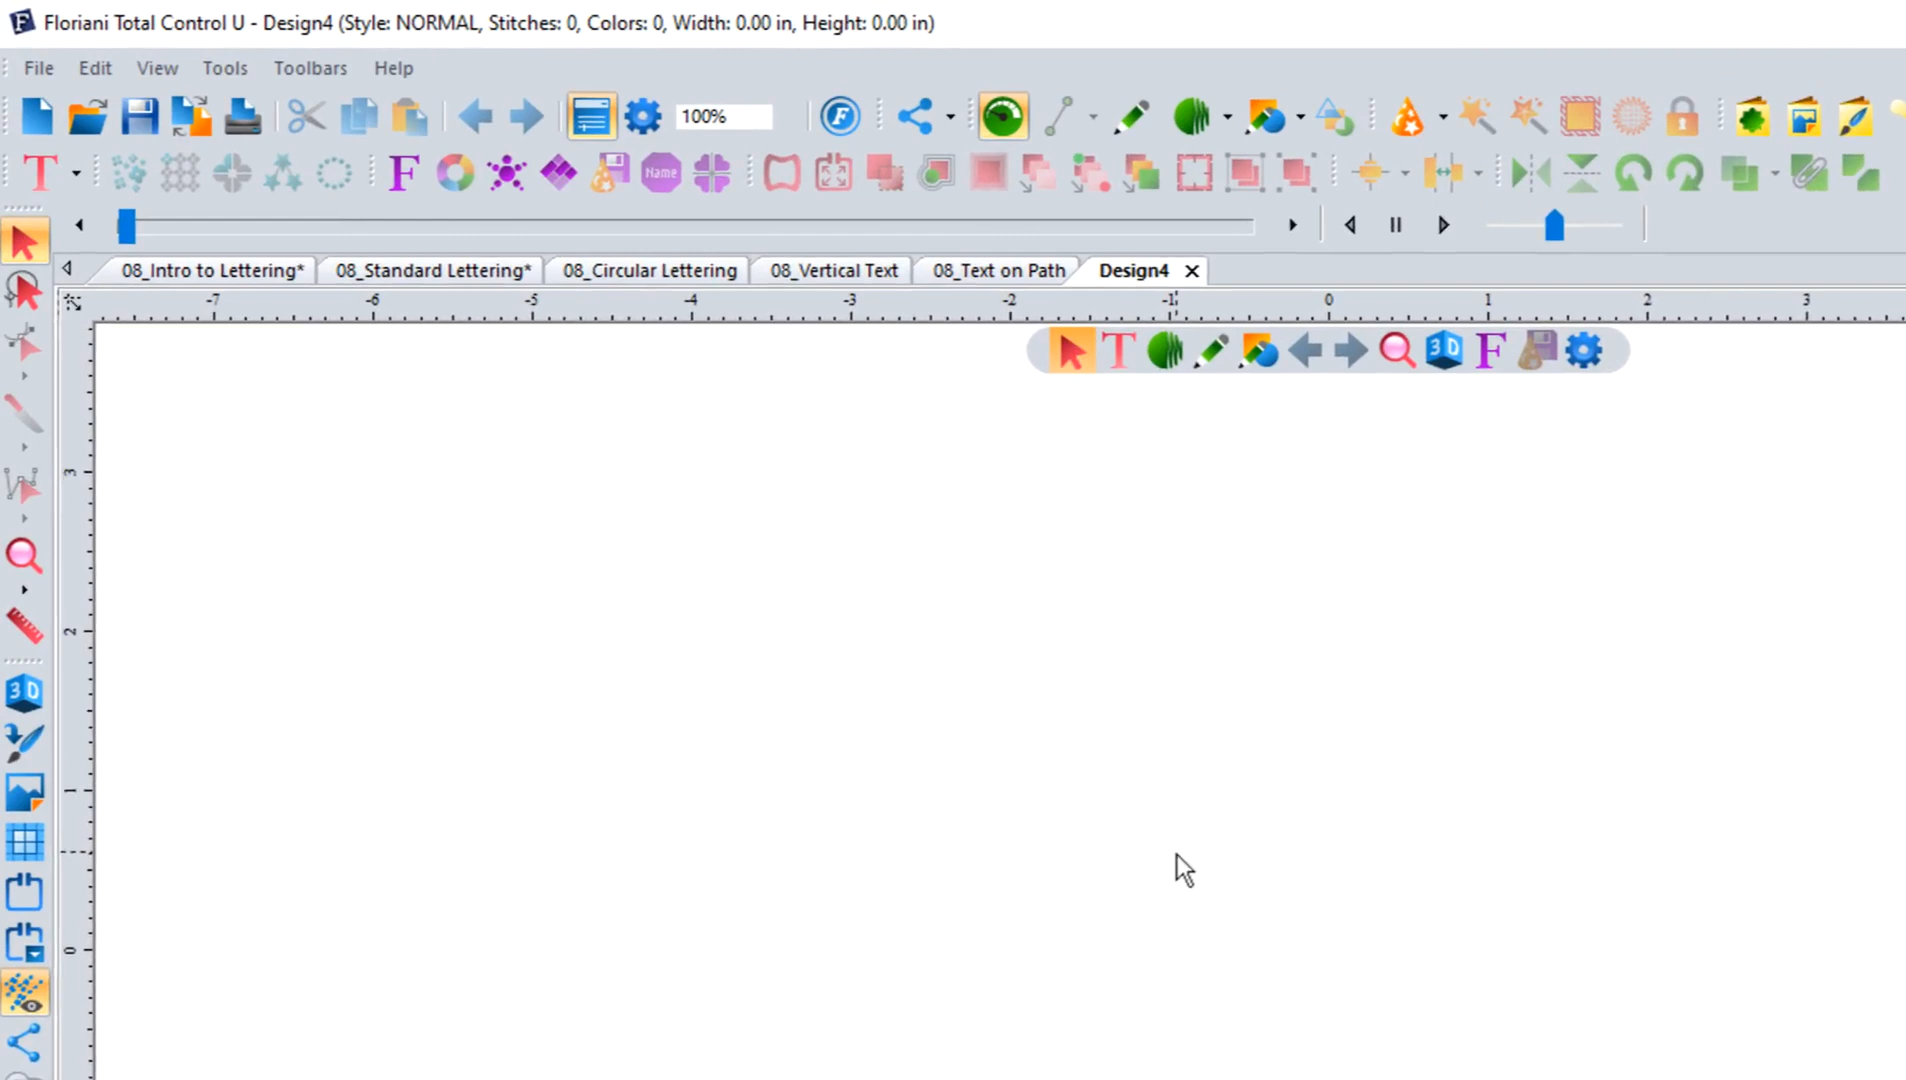 Floriani Total Control U - Design4 (Style: NORMAL, Stitches: 0, Colors: 0, Width: 0.00 in, Height: 0.00 in)
File Edit View Tools Toolbars Help
100% F
T F Name
08_Intro to Lettering* 08_Standard Lettering* 08_Circular Lettering 08_Vertical Text 08_Text on Path Design4
-7 -6 -5 -4 -3 -2 -1 0 1 2 3
T 3D F
3
2
3D
1
0